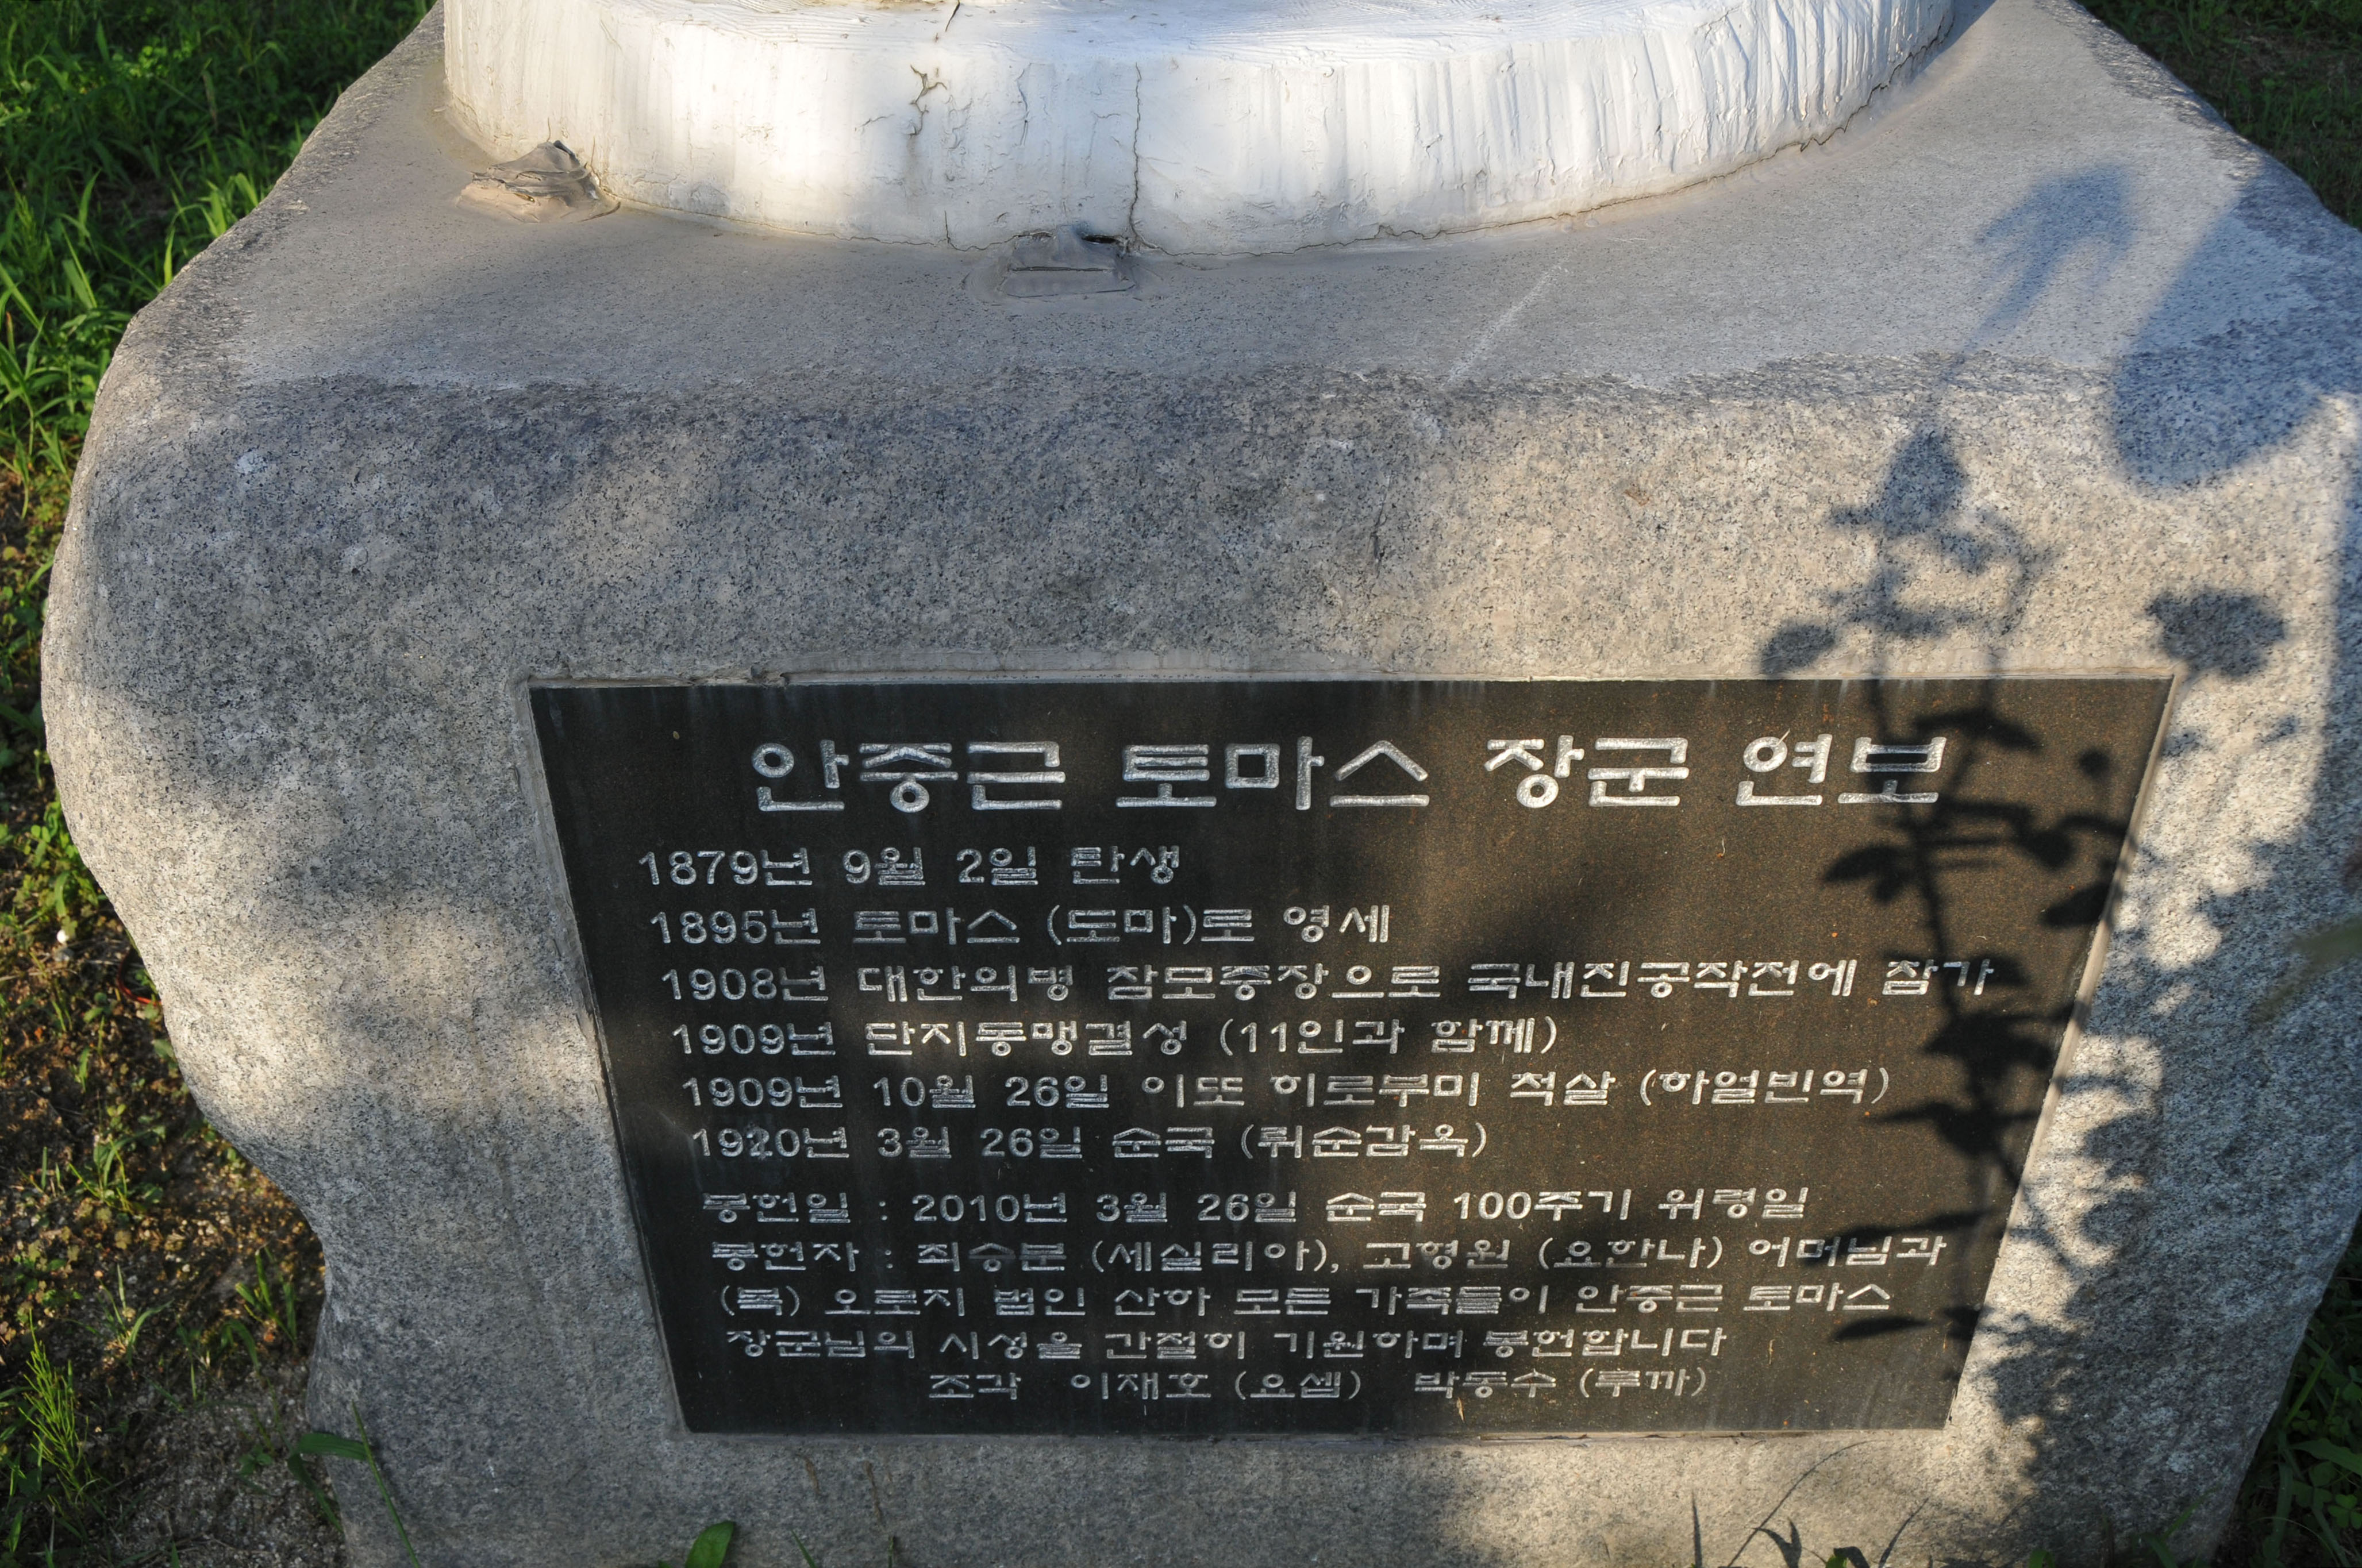 안중근 토마스 장군 연보
1879년 9월 2일 탄생
1895년 토마스 (도마)로 영세
1908년 대한의병 참모중장으로 국내진공작전에 참가
1909년 단지동맹결성 (11인과 함께)
1909년 10월 26일 이또 히로부미 적살 (하얼빈역)
1920년 3월 26일 순국 (뤼순감옥)
봉헌일 : 2010년 3월 26일 순국 100주기 위령일
봉헌자 : 최승분 (세실리아), 고형원 (요한나) 어머님과
(특) 오로지 법인 산하 모든 가족들이 안중근 토마스
장군님의 시성을 간절히 기원하며 봉헌합니다
조각 이재호 (요셉) 박동수 (루까)